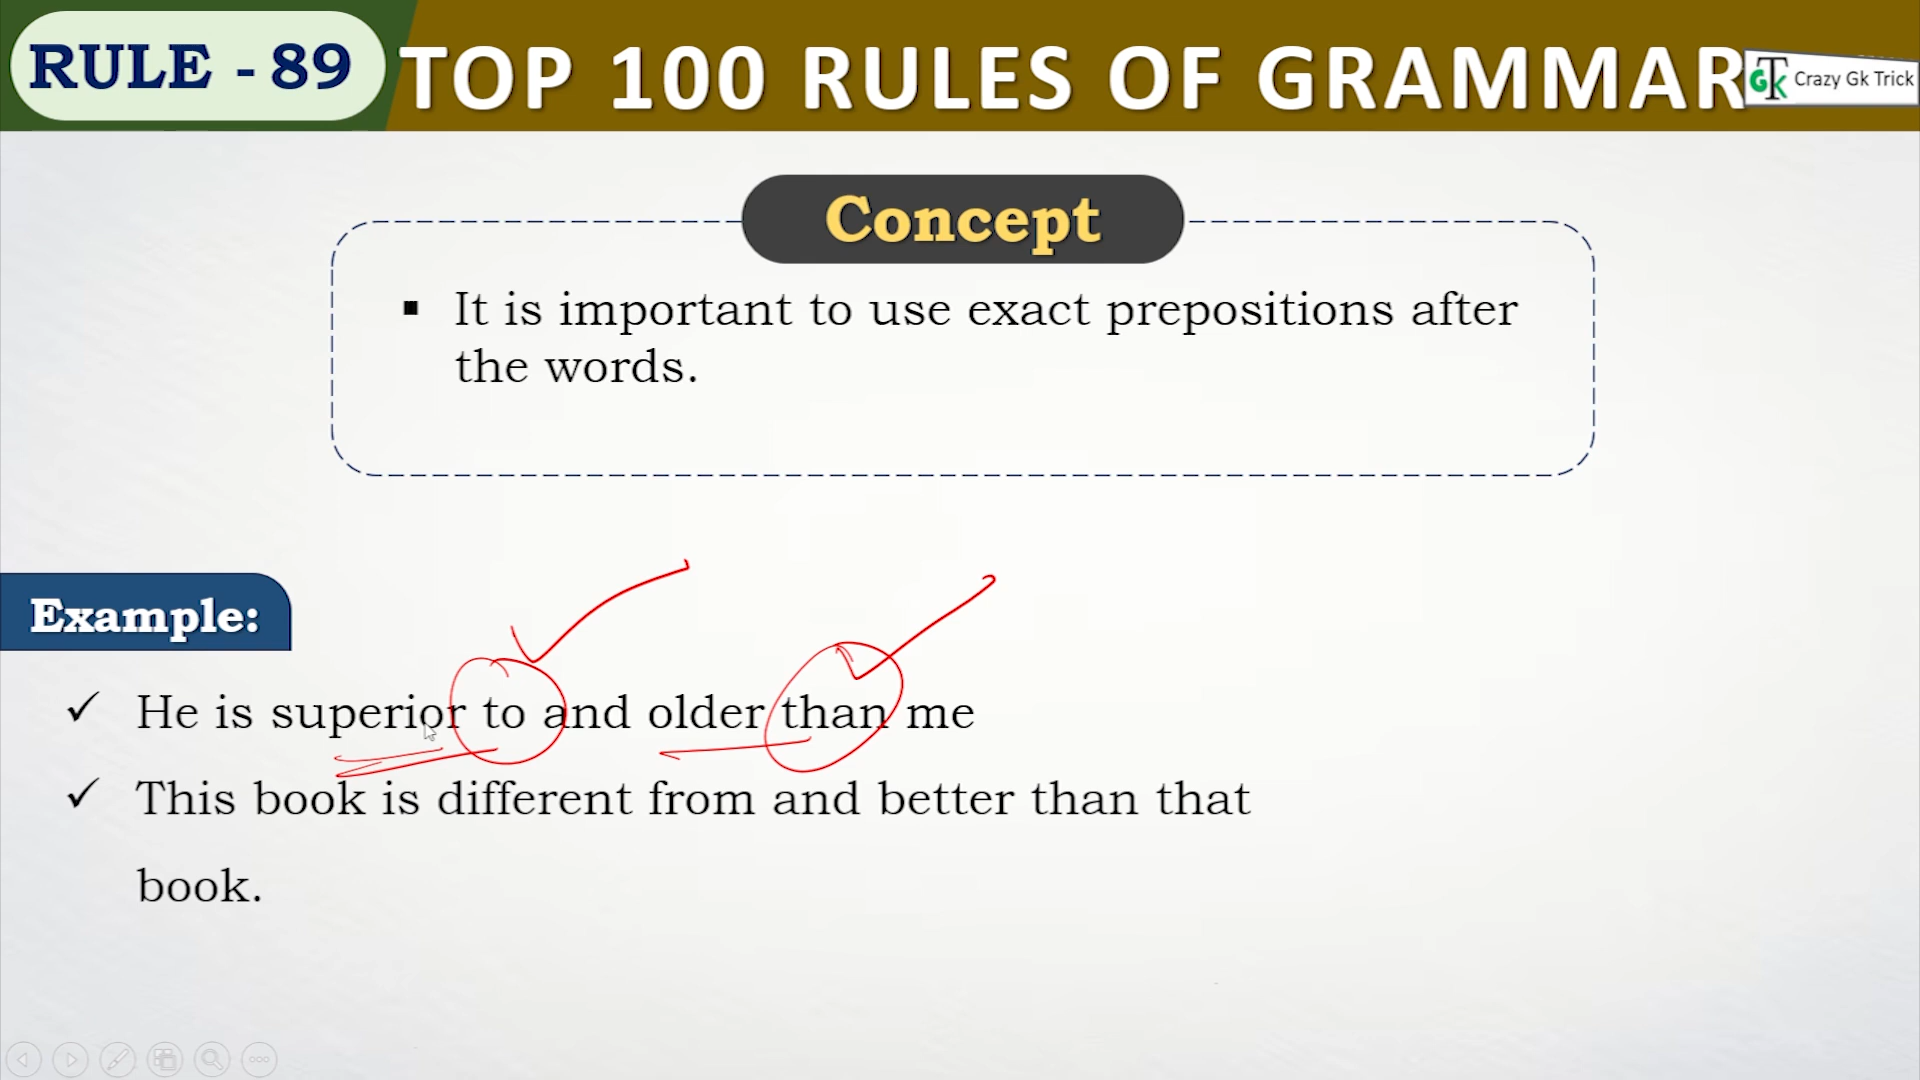 RULE - 89
TOP 100 RULES OF GRAMMAR
GTK Crazy Gk Trick
Concept
▪ It is important to use exact prepositions after
the words.
Example:
✓ He is superior to and older than me
✓ This book is different from and better than that
book.